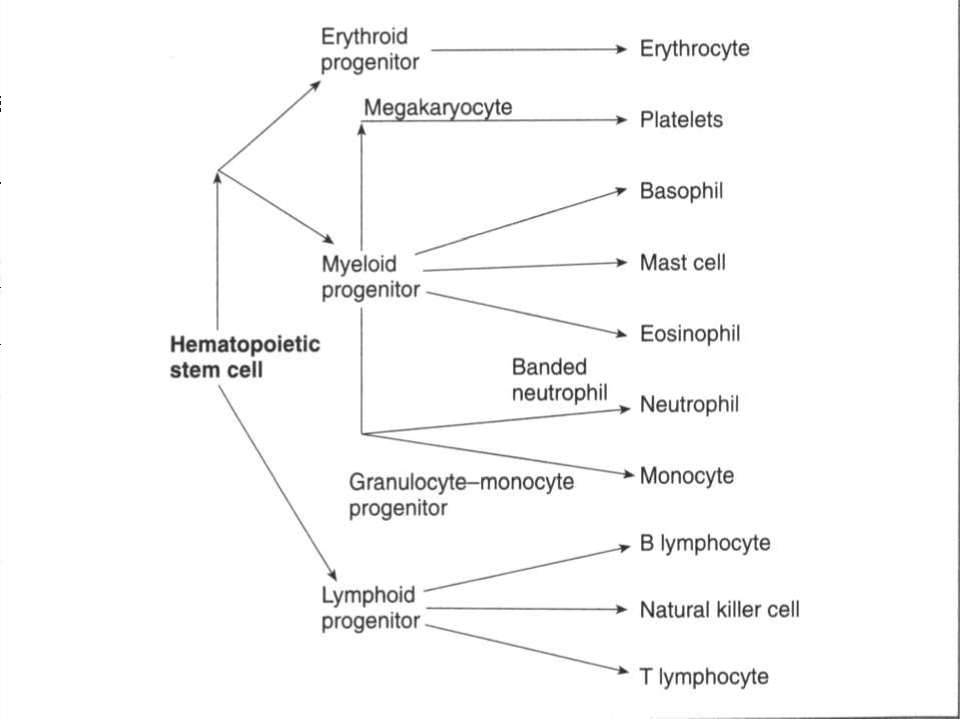 Erythroid
progenitor
Erythrocyte
Megakaryocyte
Platelets
Basophil
Myeloid
progenitor
Mast cell
Eosinophil
Hematopoietic
stem cell
Banded
neutrophil
Neutrophil
Monocyte
Granulocyte–monocyte
progenitor
B lymphocyte
Lymphoid
progenitor
Natural killer cell
T lymphocyte